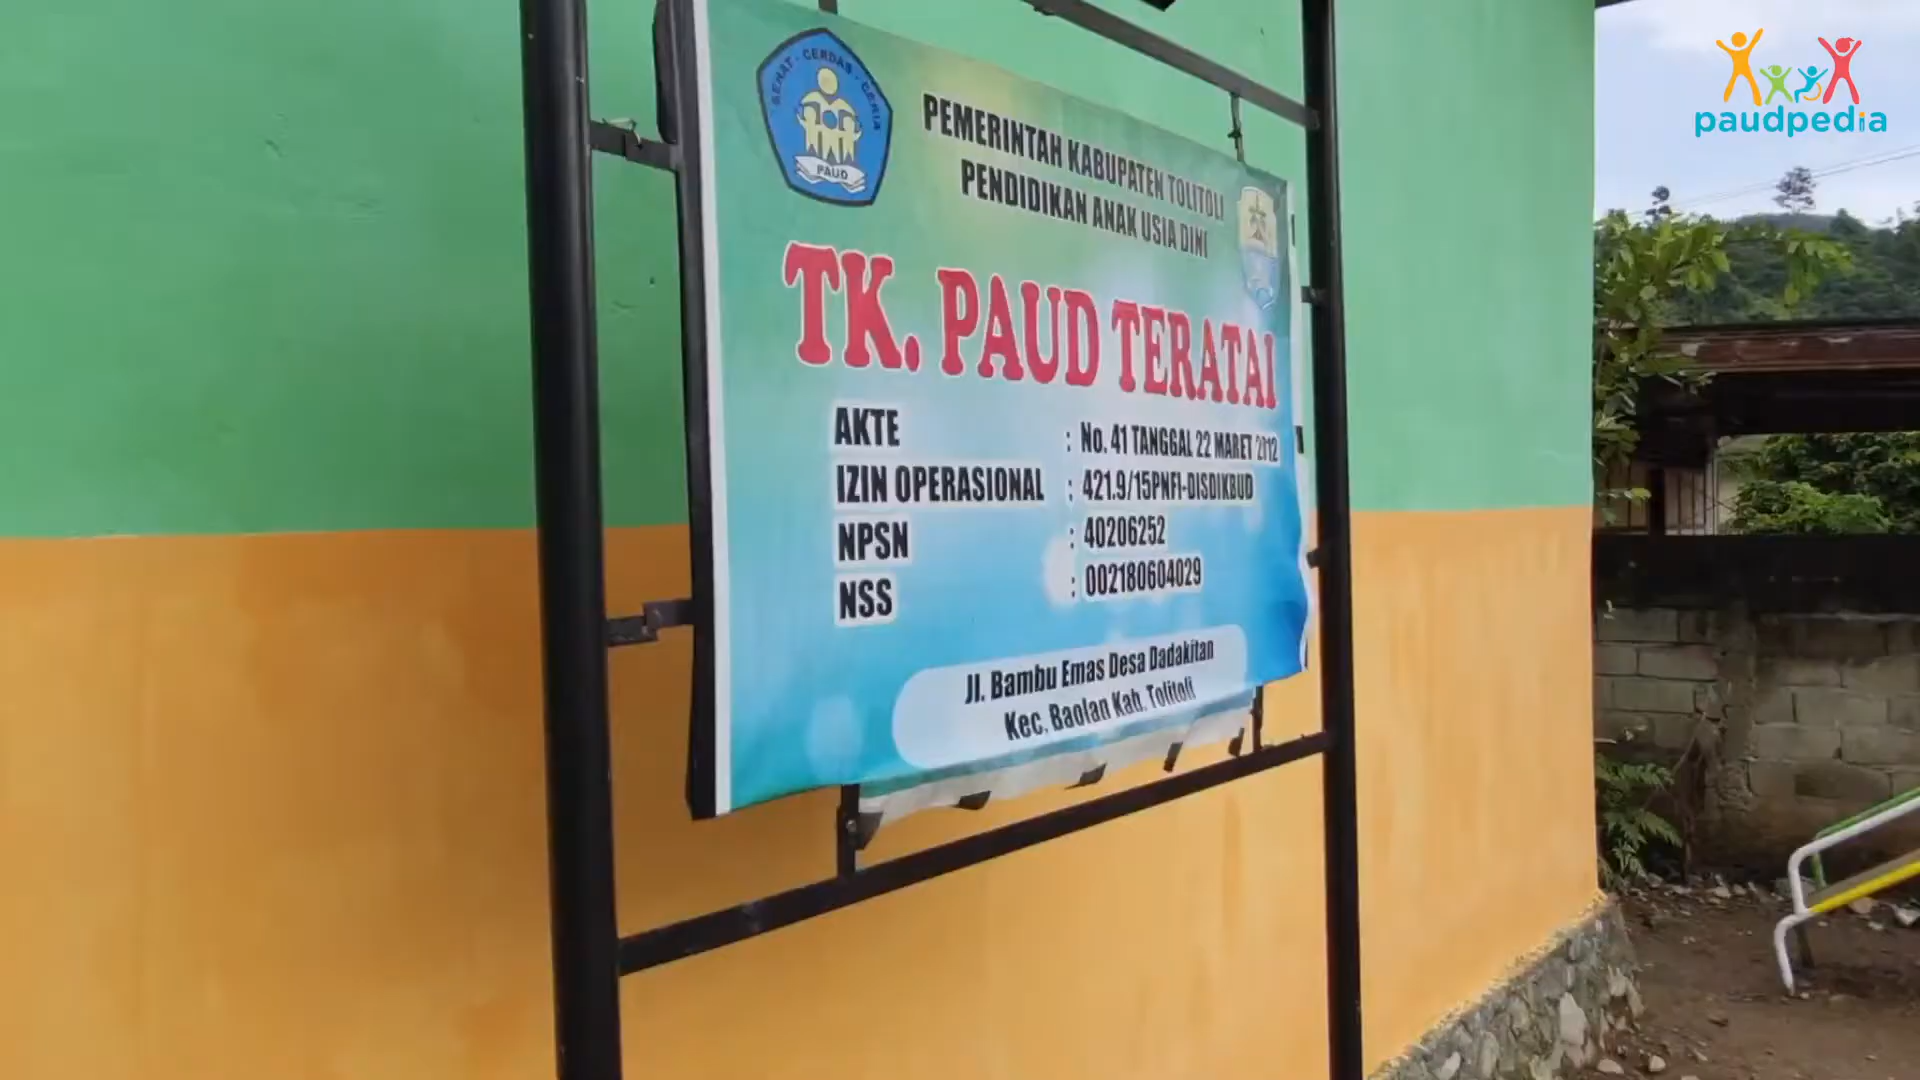 paudpedia
SEHAT - CERDAS - CERIA
PAUD
PEMERINTAH KABUPATEN TOLITOLI
PENDIDIKAN ANAK USIA DINI
TK. PAUD TERATAI
AKTE : No. 41 TANGGAL 22 MARET 2012
IZIN OPERASIONAL : 421.9/15PNFI-DISDIKBUD
NPSN : 40206252
NSS : 002180604029
Jl. Bambu Emas Desa Dadakitan
Kec. Baolan Kab. Tolitoli